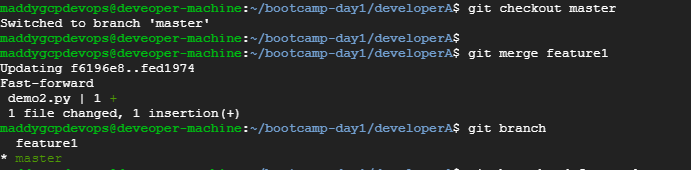 maddygcpdevops@deveoper-machine:~/bootcamp-day1/developerA$ git checkout master
Switched to branch 'master'
maddygcpdevops@deveoper-machine:~/bootcamp-day1/developerA$
maddygcpdevops@deveoper-machine:~/bootcamp-day1/developerA$ git merge feature1
Updating f6196e8..fed1974
Fast-forward
 demo2.py | 1 +
 1 file changed, 1 insertion(+)
maddygcpdevops@deveoper-machine:~/bootcamp-day1/developerA$ git branch
  feature1
* master